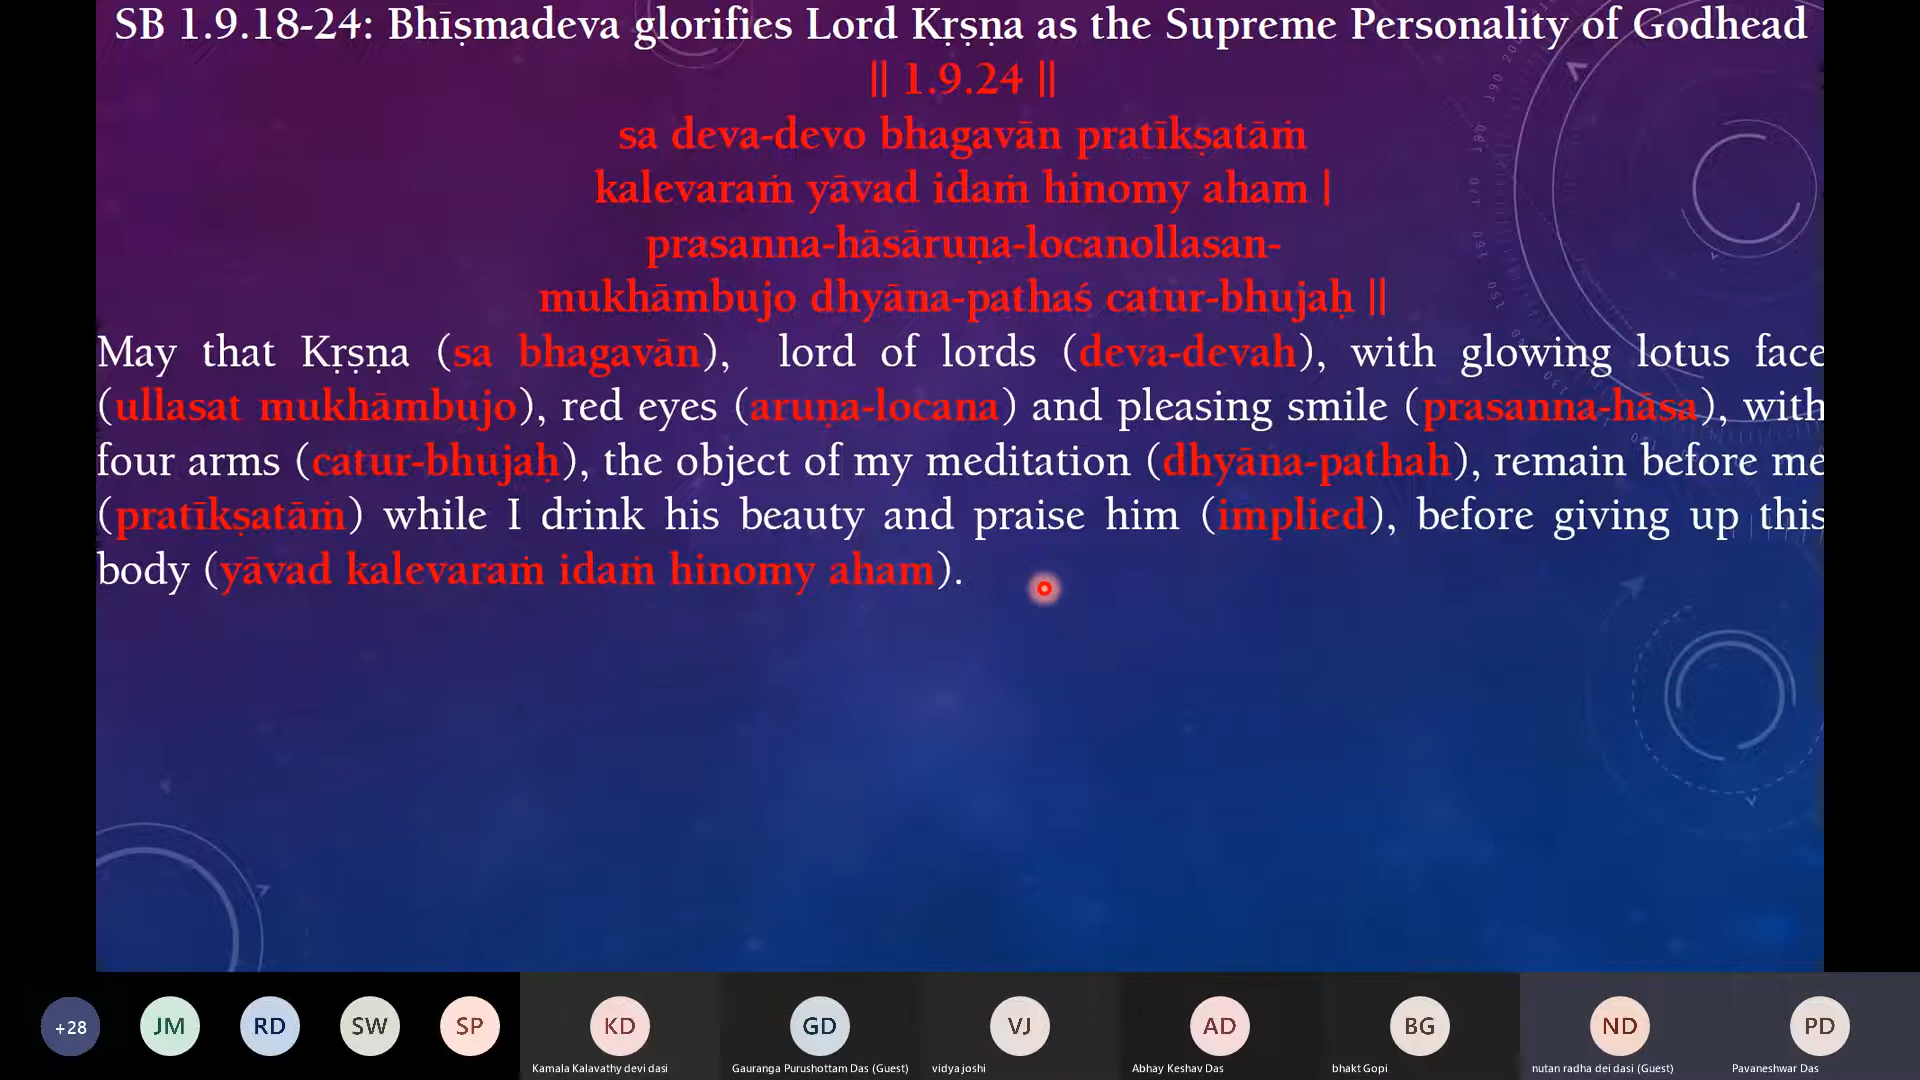 SB 1.9.18-24: Bhīṣmadeva glorifies Lord Kṛṣṇa as the Supreme Personality of Godhead
|| 1.9.24 ||
sa deva-devo bhagavān pratīkṣatāṁ
kalevaraṁ yāvad idaṁ hinomy aham |
prasanna-hāsāruṇa-locanollasan-
mukhāmbujo dhyāna-pathaś catur-bhujaḥ ||
May that Kṛṣṇa (sa bhagavān), lord of lords (deva-devah), with glowing lotus face
(ullasat mukhāmbujo), red eyes (aruṇa-locana) and pleasing smile (prasanna-hāsa), with
four arms (catur-bhujaḥ), the object of my meditation (dhyāna-pathah), remain before me
(pratīkṣatāṁ) while I drink his beauty and praise him (implied), before giving up this
body (yāvad kalevaraṁ idaṁ hinomy aham).
+28 JM RD SW SP KD GD VJ AD BG ND PD
Kamala Kalavathy devi dasi Gauranga Purushottam Das (Guest) vidya joshi Abhay Keshav Das bhakt Gopi nutan radha dei dasi (Guest) Pavaneshwar Das